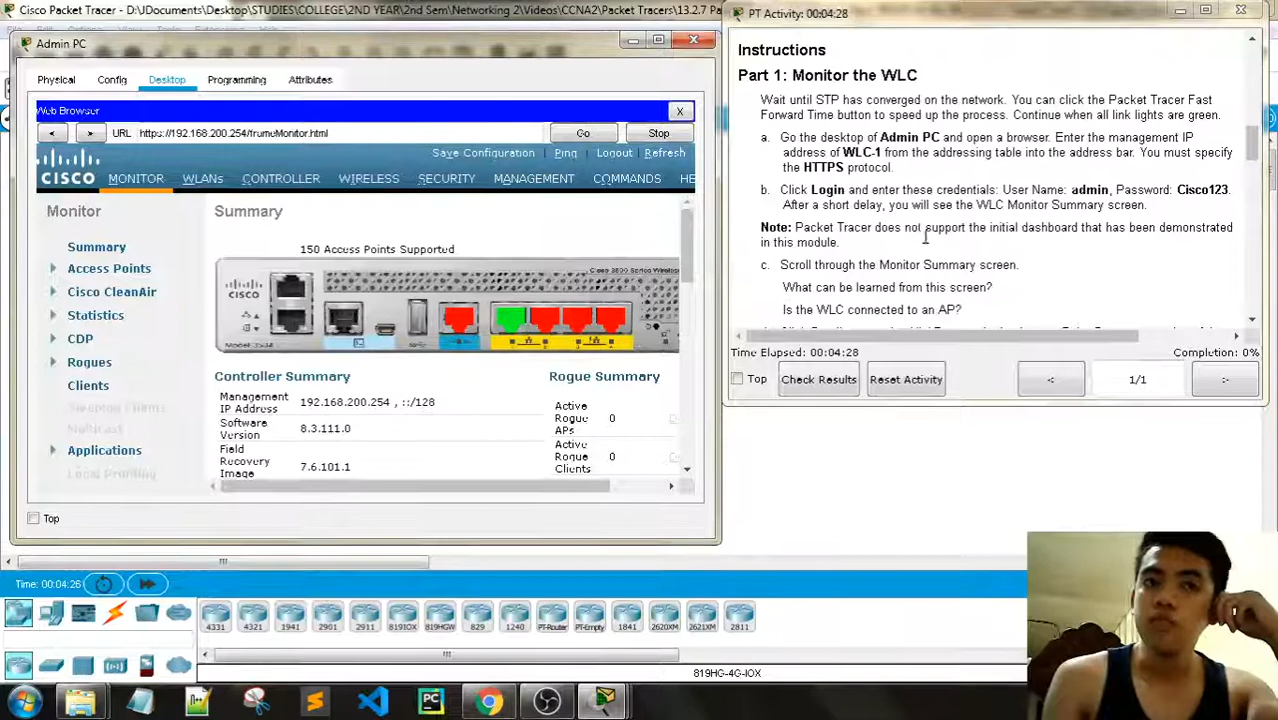 Cisco Packet Tracer - D:\JDocuments\Desktop\STUDIES\COLLEGE\2ND YEAR\2nd Sem\Networking 2\Videos\CCNA2\Packet Tracers\13.2.7 Pa
Admin PC
Physical
Config
Desktop
Programming
Attributes
Web Browser
X
<
>
URL
https://192.168.200.254/frameMonitor.html
Go
Stop
Save Configuration
Ping
Logout
Refresh
CISCO
MONITOR
WLANs
CONTROLLER
WIRELESS
SECURITY
MANAGEMENT
COMMANDS
HE
Monitor
Summary
Access Points
Cisco CleanAir
Statistics
CDP
Rogues
Clients
Sleeping Clients
Multicast
Applications
Local Profiling
Summary
150 Access Points Supported
CISCO
Controller Summary
Management
IP Address
192.168.200.254 , ::/128
Software
Version
8.3.111.0
Field
Recovery
Image
7.6.101.1
Rogue Summary
Active
Rogue
APs
0
Active
Rogue
Clients
0
Top
PT Activity: 00:04:28
Instructions
Part 1: Monitor the WLC
Wait until STP has converged on the network. You can click the Packet Tracer Fast
Forward Time button to speed up the process. Continue when all link lights are green.
a. Go the desktop of Admin PC and open a browser. Enter the management IP
address of WLC-1 from the addressing table into the address bar. You must specify
the HTTPS protocol.
b. Click Login and enter these credentials: User Name: admin, Password: Cisco123.
After a short delay, you will see the WLC Monitor Summary screen.
Note: Packet Tracer does not support the initial dashboard that has been demonstrated
in this module.
c. Scroll through the Monitor Summary screen.
What can be learned from this screen?
Is the WLC connected to an AP?
Time Elapsed: 00:04:28
Completion: 0%
Top
Check Results
Reset Activity
<
1/1
>
Time: 00:04:26
4331
4321
1941
2901
2911
819IOX
819HGW
829
1240
PT-Router
PT-Empty
1841
2620XM
2621XM
2811
819HG-4G-IOX